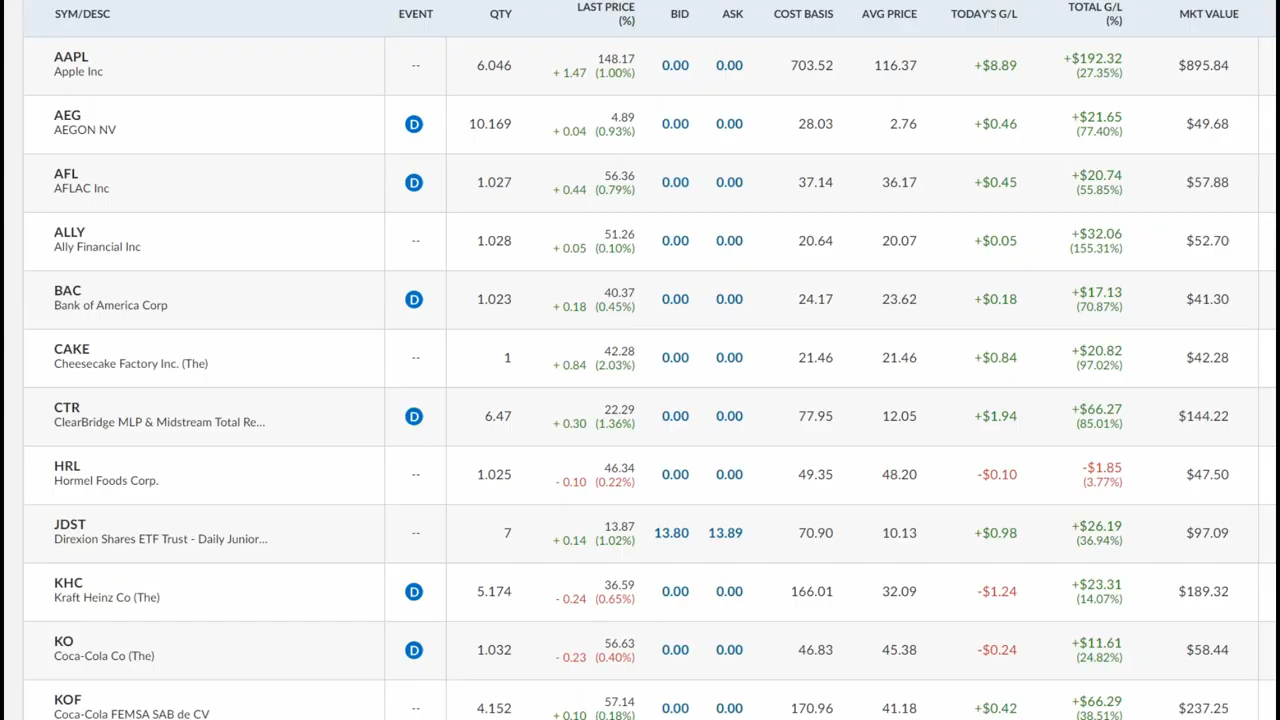 SYM/DESC EVENT QTY LAST PRICE (%) BID ASK COST BASIS AVG PRICE TODAY'S G/L TOTAL G/L (%) MKT VALUE
AAPL 148.17 +$192.32
Apple Inc -- 6.046 + 1.47 (1.00%) 0.00 0.00 703.52 116.37 +$8.89 (27.35%) $895.84
AEG 4.89 +$21.65
AEGON NV D 10.169 + 0.04 (0.93%) 0.00 0.00 28.03 2.76 +$0.46 (77.40%) $49.68
AFL 56.36 +$20.74
AFLAC Inc D 1.027 + 0.44 (0.79%) 0.00 0.00 37.14 36.17 +$0.45 (55.85%) $57.88
ALLY 51.26 +$32.06
Ally Financial Inc -- 1.028 + 0.05 (0.10%) 0.00 0.00 20.64 20.07 +$0.05 (155.31%) $52.70
BAC 40.37 +$17.13
Bank of America Corp D 1.023 + 0.18 (0.45%) 0.00 0.00 24.17 23.62 +$0.18 (70.87%) $41.30
CAKE 42.28 +$20.82
Cheesecake Factory Inc. (The) -- 1 + 0.84 (2.03%) 0.00 0.00 21.46 21.46 +$0.84 (97.02%) $42.28
CTR 22.29 +$66.27
ClearBridge MLP & Midstream Total Re... D 6.47 + 0.30 (1.36%) 0.00 0.00 77.95 12.05 +$1.94 (85.01%) $144.22
HRL 46.34 -$1.85
Hormel Foods Corp. -- 1.025 - 0.10 (0.22%) 0.00 0.00 49.35 48.20 -$0.10 (3.77%) $47.50
JDST 13.87 +$26.19
Direxion Shares ETF Trust - Daily Junior... -- 7 + 0.14 (1.02%) 13.80 13.89 70.90 10.13 +$0.98 (36.94%) $97.09
KHC 36.59 +$23.31
Kraft Heinz Co (The) D 5.174 - 0.24 (0.65%) 0.00 0.00 166.01 32.09 -$1.24 (14.07%) $189.32
KO 56.63 +$11.61
Coca-Cola Co (The) D 1.032 - 0.23 (0.40%) 0.00 0.00 46.83 45.38 -$0.24 (24.82%) $58.44
KOF 57.14 +$66.29
Coca-Cola FEMSA SAB de CV -- 4.152 + 0.10 (0.18%) 0.00 0.00 170.96 41.18 +$0.42 (38.51%) $237.25